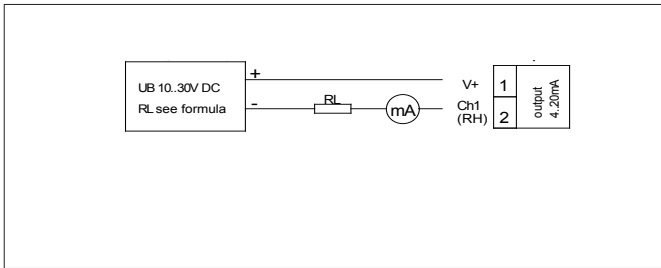 UB 10..30V DC
RL see formula
+
-
RL
mA
V+
Ch1
(RH)
1
2
output
4..20mA